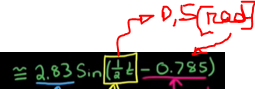 0,5 [rad]
≅ 2.83 Sin (½ t - 0.785)